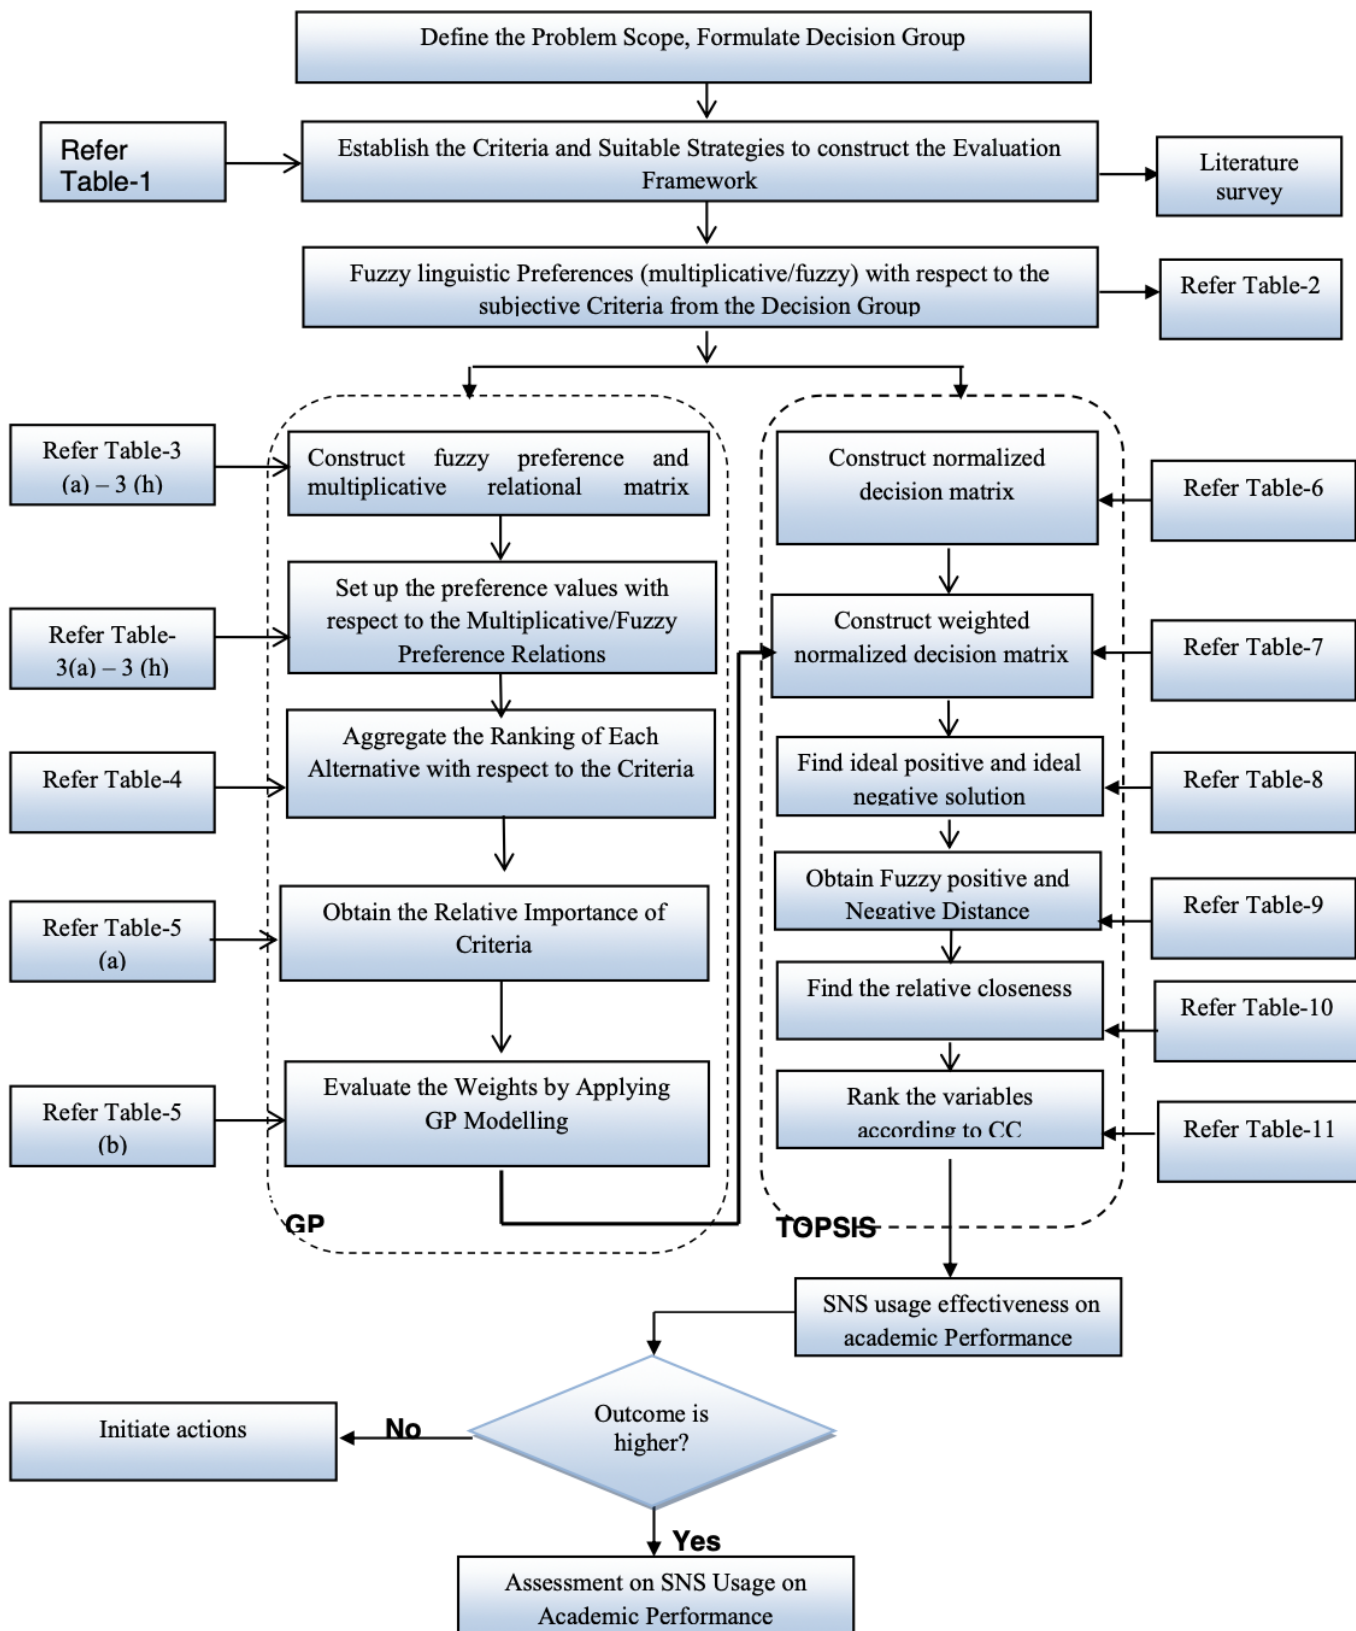 Define the Problem Scope, Formulate Decision Group
Refer
Table-1
Establish the Criteria and Suitable Strategies to construct the Evaluation
Framework
Literature
survey
Fuzzy linguistic Preferences (multiplicative/fuzzy) with respect to the
subjective Criteria from the Decision Group
Refer Table-2
Refer Table-3
(a) – 3 (h)
Construct fuzzy preference and
multiplicative relational matrix
Set up the preference values with
respect to the Multiplicative/Fuzzy
Preference Relations
Refer Table-
3(a) – 3 (h)
Aggregate the Ranking of Each
Alternative with respect to the Criteria
Refer Table-4
Obtain the Relative Importance of
Criteria
Refer Table-5
(a)
Evaluate the Weights by Applying
GP Modelling
Refer Table-5
(b)
GP
Construct normalized
decision matrix
Refer Table-6
Construct weighted
normalized decision matrix
Refer Table-7
Find ideal positive and ideal
negative solution
Refer Table-8
Obtain Fuzzy positive and
Negative Distance
Refer Table-9
Find the relative closeness
Refer Table-10
Rank the variables
according to CC
Refer Table-11
TOPSIS
SNS usage effectiveness on
academic Performance
Outcome is
higher?
No
Initiate actions
Yes
Assessment on SNS Usage on
Academic Performance